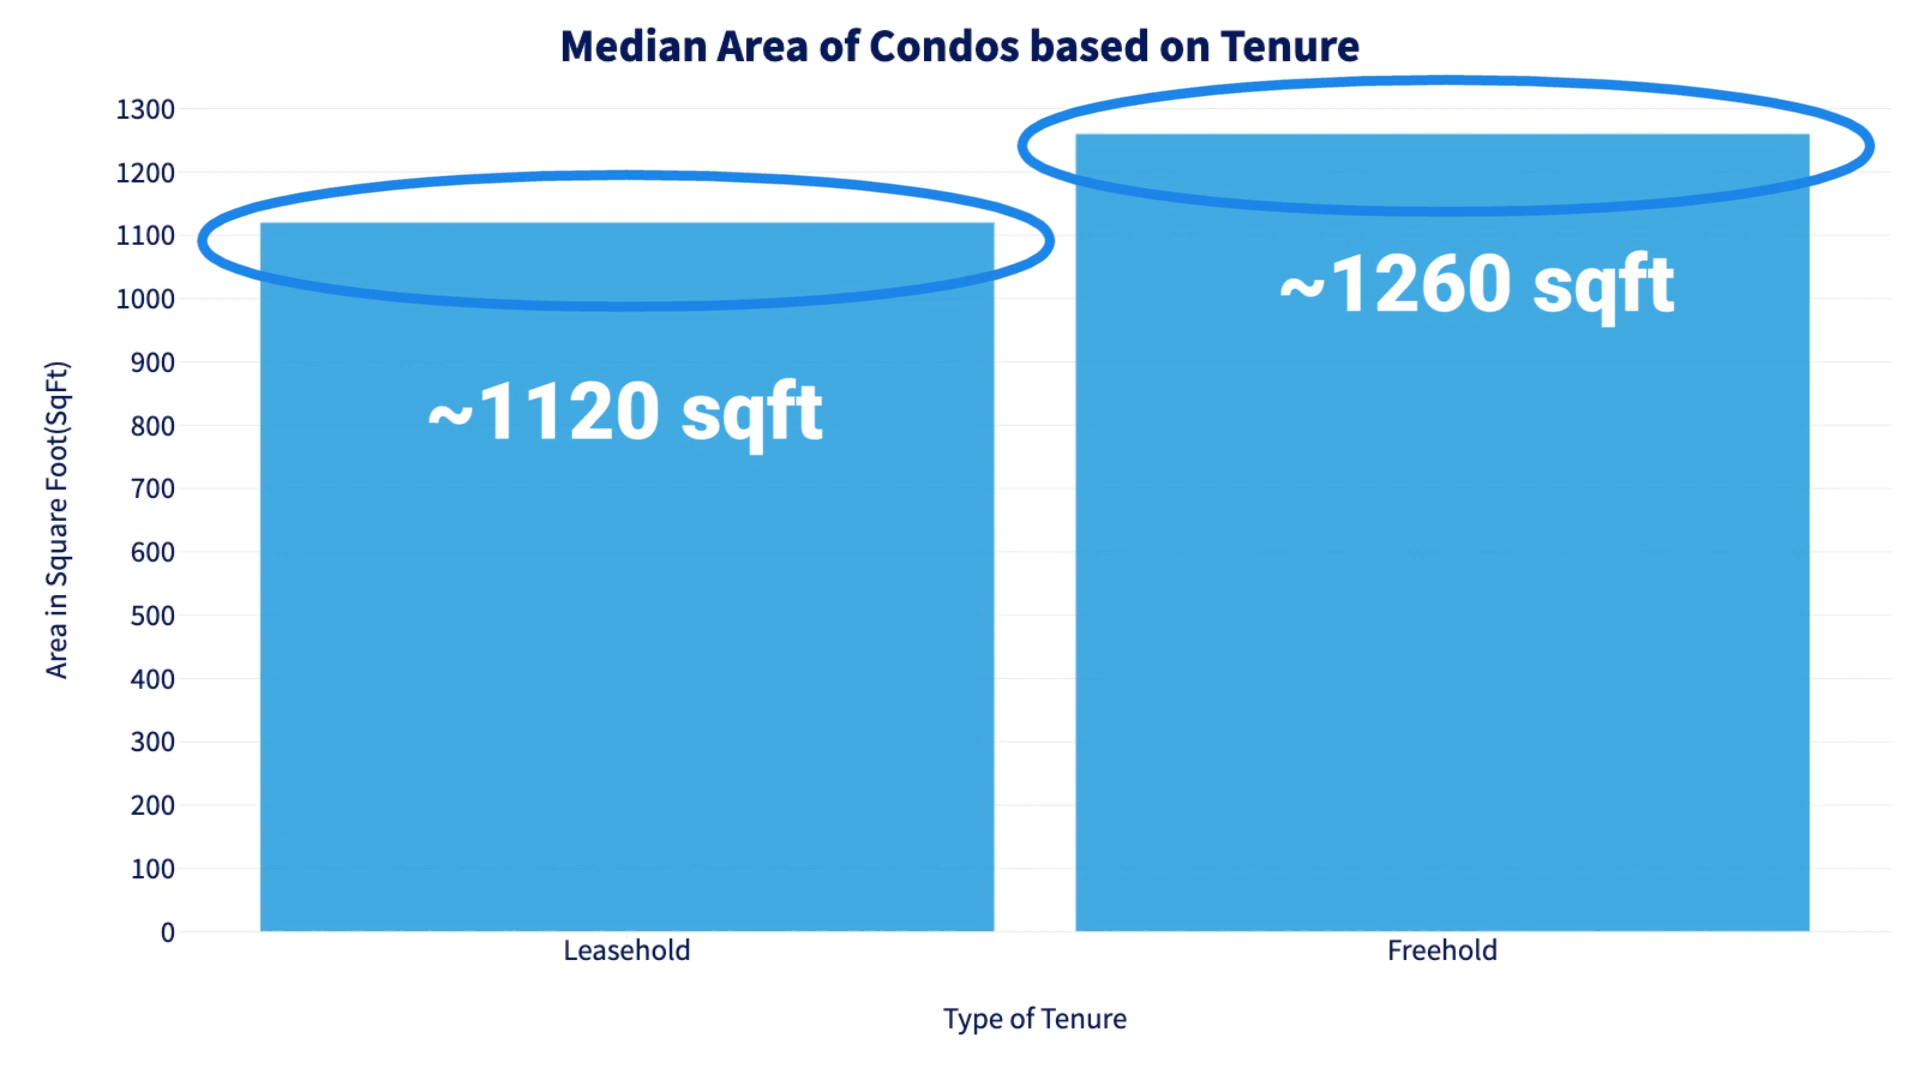 Median Area of Condos based on Tenure
1300
1200
1100
1000
900
800
700
600
500
400
300
200
100
0
Area in Square Foot(SqFt)
~1120 sqft
~1260 sqft
Leasehold
Freehold
Type of Tenure